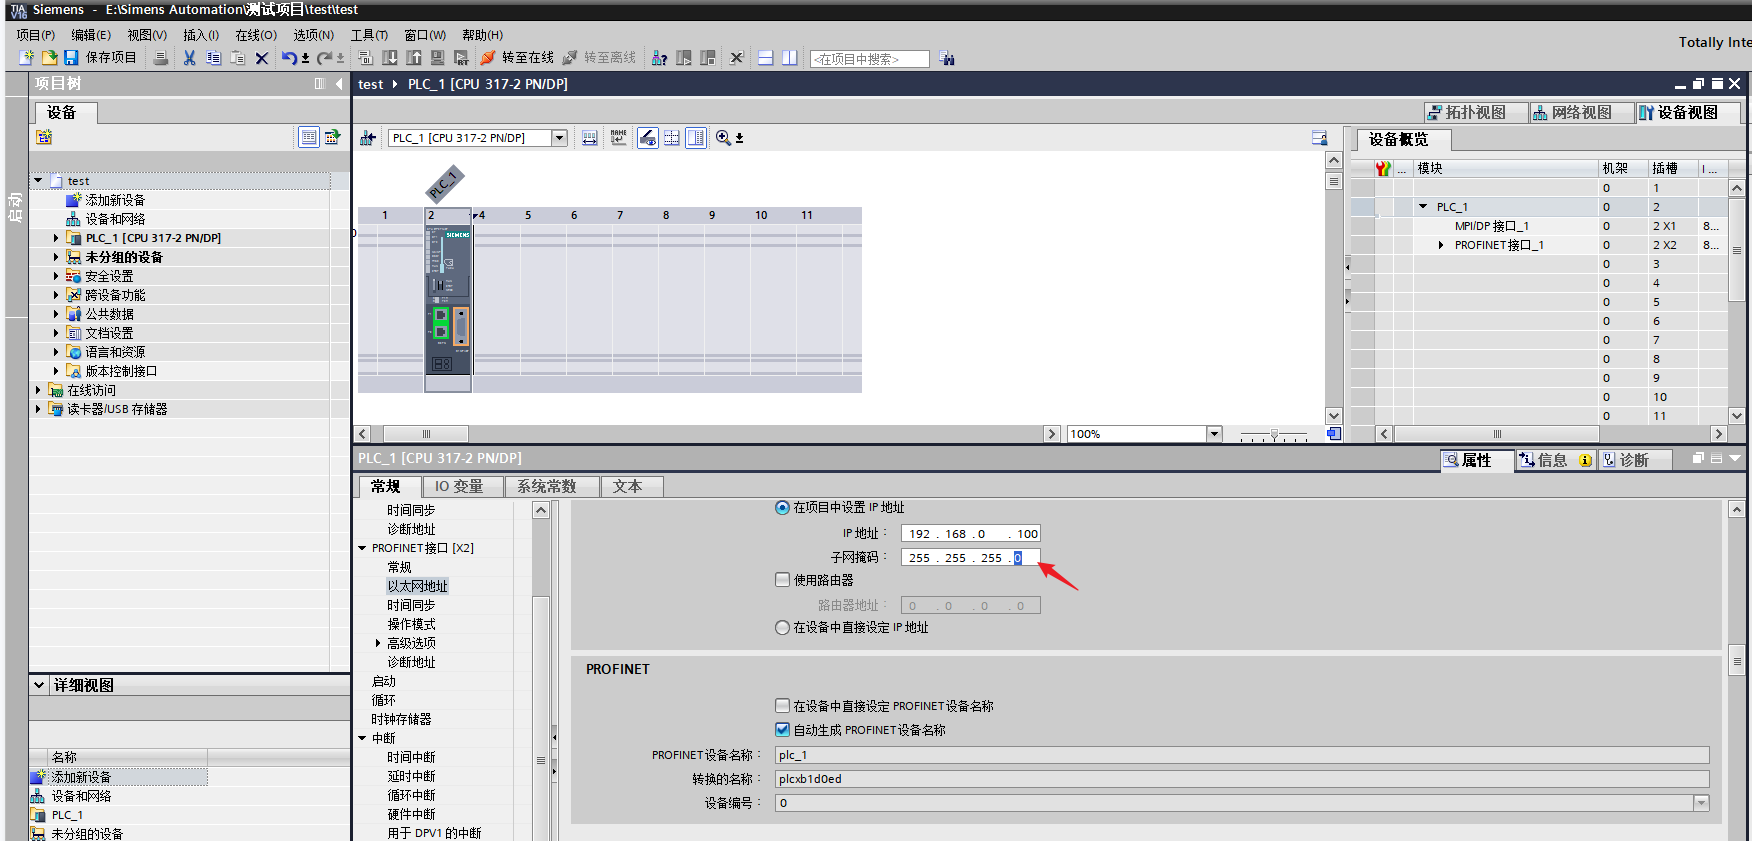 TIA V16 Siemens - E:\Simens Automation\测试项目\test\test
项目(P) 编辑(E) 视图(V) 插入(I) 在线(O) 选项(N) 工具(T) 窗口(W) 帮助(H)
Totally Inte
保存项目 转至在线 转至离线 <在项目中搜索>
项目树
test PLC_1 [CPU 317-2 PN/DP]
设备
拓扑视图 网络视图 设备视图
PLC_1 [CPU 317-2 PN/DP]
设备概览
启动
test
添加新设备
设备和网络
PLC_1 [CPU 317-2 PN/DP]
未分组的设备
安全设置
跨设备功能
公共数据
文档设置
语言和资源
版本控制接口
在线访问
读卡器/USB 存储器
PLC_1
1 2 4 5 6 7 8 9 10 11
SIEMENS
100%
... 模块 机架 插槽 I ...
0 1
PLC_1 0 2
MPI/DP 接口_1 0 2 X1 8...
PROFINET接口_1 0 2 X2 8...
0 3
0 4
0 5
0 6
0 7
0 8
0 9
0 10
0 11
PLC_1 [CPU 317-2 PN/DP]
属性 信息 诊断
常规 IO 变量 系统常数 文本
时间同步
诊断地址
PROFINET接口 [X2]
常规
以太网地址
时间同步
操作模式
高级选项
诊断地址
启动
循环
时钟存储器
中断
时间中断
延时中断
循环中断
硬件中断
用于 DPV1 的中断
在项目中设置 IP 地址
IP 地址： 192 . 168 . 0 . 100
子网掩码： 255 . 255 . 255 . 0
使用路由器
路由器地址： 0 . 0 . 0 . 0
在设备中直接设定 IP 地址
PROFINET
在设备中直接设定 PROFINET设备名称
自动生成 PROFINET设备名称
PROFINET设备名称： plc_1
转换的名称： plcxb1d0ed
设备编号： 0
详细视图
名称
添加新设备
设备和网络
PLC_1
未分组的设备